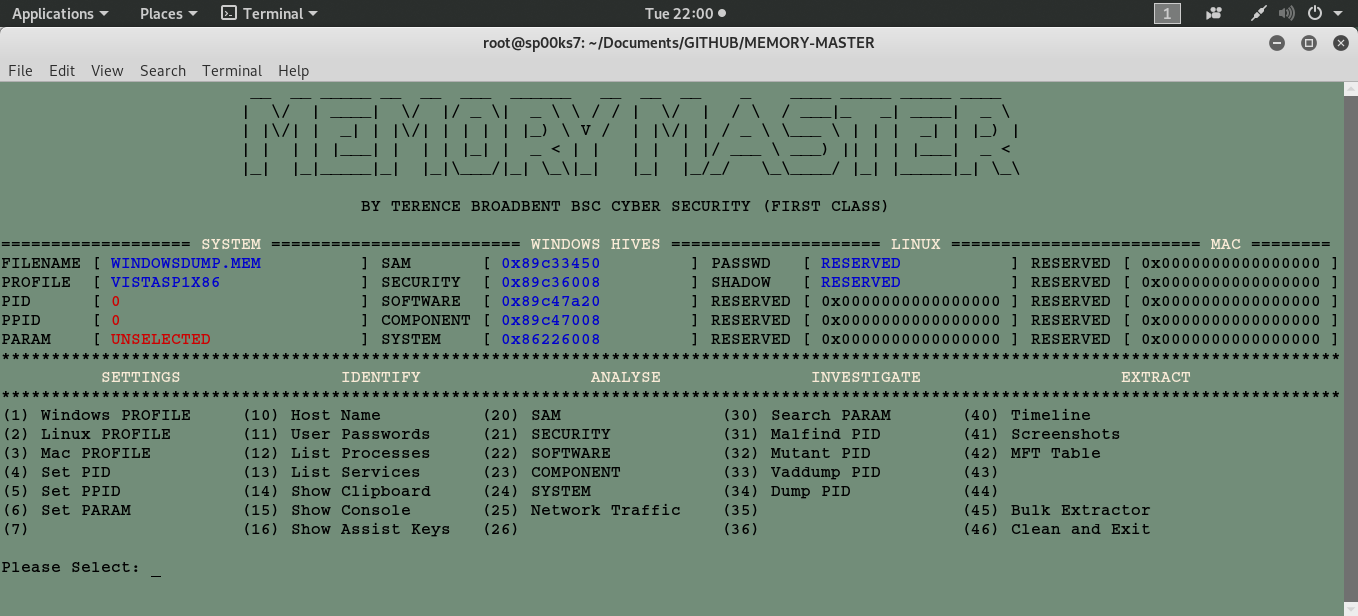 Applications Places Terminal Tue 22:00 1
root@sp00ks7: ~/Documents/GITHUB/MEMORY-MASTER
File Edit View Search Terminal Help
MEMORY MASTER
BY TERENCE BROADBENT BSC CYBER SECURITY (FIRST CLASS)
=================== SYSTEM ========================= WINDOWS HIVES ===================== LINUX ========================= MAC ========
FILENAME [ WINDOWSDUMP.MEM ] SAM [ 0x89c33450 ] PASSWD [ RESERVED ] RESERVED [ 0x0000000000000000 ]
PROFILE [ VISTASP1X86 ] SECURITY [ 0x89c36008 ] SHADOW [ RESERVED ] RESERVED [ 0x0000000000000000 ]
PID [ 0 ] SOFTWARE [ 0x89c47a20 ] RESERVED [ 0x0000000000000000 ] RESERVED [ 0x0000000000000000 ]
PPID [ 0 ] COMPONENT [ 0x89c47008 ] RESERVED [ 0x0000000000000000 ] RESERVED [ 0x0000000000000000 ]
PARAM [ UNSELECTED ] SYSTEM [ 0x86226008 ] RESERVED [ 0x0000000000000000 ] RESERVED [ 0x0000000000000000 ]
**************************************************************************************************************************************
SETTINGS IDENTIFY ANALYSE INVESTIGATE EXTRACT
**************************************************************************************************************************************
(1) Windows PROFILE (10) Host Name (20) SAM (30) Search PARAM (40) Timeline
(2) Linux PROFILE (11) User Passwords (21) SECURITY (31) Malfind PID (41) Screenshots
(3) Mac PROFILE (12) List Processes (22) SOFTWARE (32) Mutant PID (42) MFT Table
(4) Set PID (13) List Services (23) COMPONENT (33) Vaddump PID (43)
(5) Set PPID (14) Show Clipboard (24) SYSTEM (34) Dump PID (44)
(6) Set PARAM (15) Show Console (25) Network Traffic (35) (45) Bulk Extractor
(7) (16) Show Assist Keys (26) (36) (46) Clean and Exit
Please Select: _